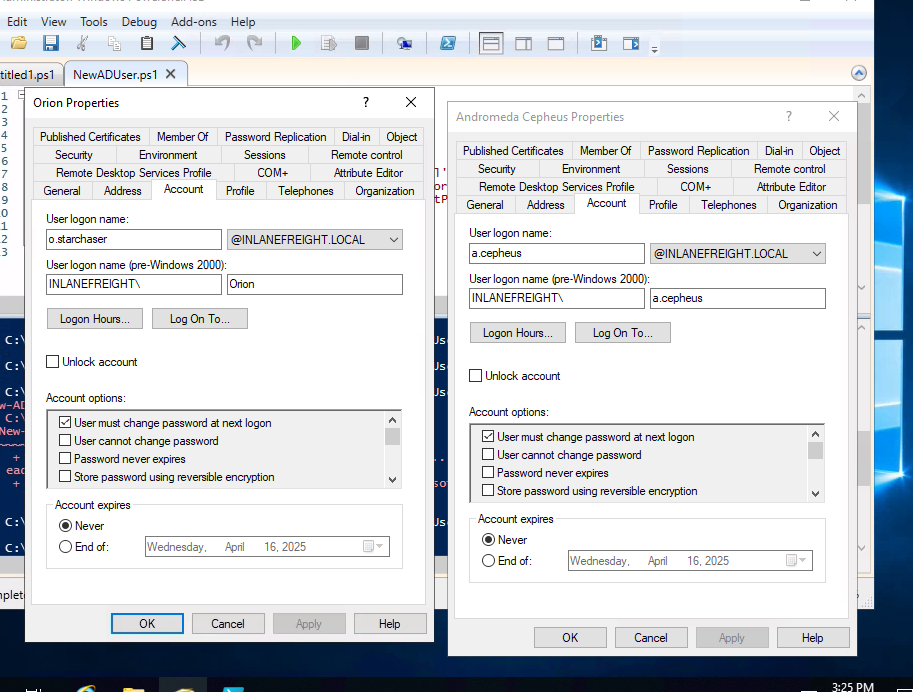 Edit View Tools Debug Add-ons Help
titled1.ps1 NewADUser.ps1
Orion Properties
Published Certificates Member Of Password Replication Dial-in Object
Security Environment Sessions Remote control
Remote Desktop Services Profile COM+ Attribute Editor
General Address Account Profile Telephones Organization
User logon name:
o.starchaser @INLANEFREIGHT.LOCAL
User logon name (pre-Windows 2000):
INLANEFREIGHT\ Orion
Logon Hours... Log On To...
Unlock account
Account options:
User must change password at next logon
User cannot change password
Password never expires
Store password using reversible encryption
Account expires
Never
End of: Wednesday, April 16, 2025
OK Cancel Apply Help
Andromeda Cepheus Properties
Published Certificates Member Of Password Replication Dial-in Object
Security Environment Sessions Remote control
Remote Desktop Services Profile COM+ Attribute Editor
General Address Account Profile Telephones Organization
User logon name:
a.cepheus @INLANEFREIGHT.LOCAL
User logon name (pre-Windows 2000):
INLANEFREIGHT\ a.cepheus
Logon Hours... Log On To...
Unlock account
Account options:
User must change password at next logon
User cannot change password
Password never expires
Store password using reversible encryption
Account expires
Never
End of: Wednesday, April 16, 2025
OK Cancel Apply Help
C:\
C:\
C:\
C:\
C:\
3:25 PM